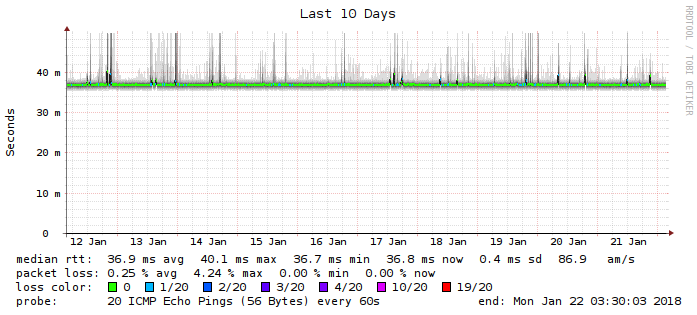 Last 10 Days
RRDTOOL / TOBI OETIKER
Seconds
40 m
30 m
20 m
10 m
0
12 Jan 13 Jan 14 Jan 15 Jan 16 Jan 17 Jan 18 Jan 19 Jan 20 Jan 21 Jan
median rtt: 36.9 ms avg 40.1 ms max 36.7 ms min 36.8 ms now 0.4 ms sd 86.9 am/s
packet loss: 0.25 % avg 4.24 % max 0.00 % min 0.00 % now
loss color: 0 1/20 2/20 3/20 4/20 10/20 19/20
probe: 20 ICMP Echo Pings (56 Bytes) every 60s end: Mon Jan 22 03:30:03 2018